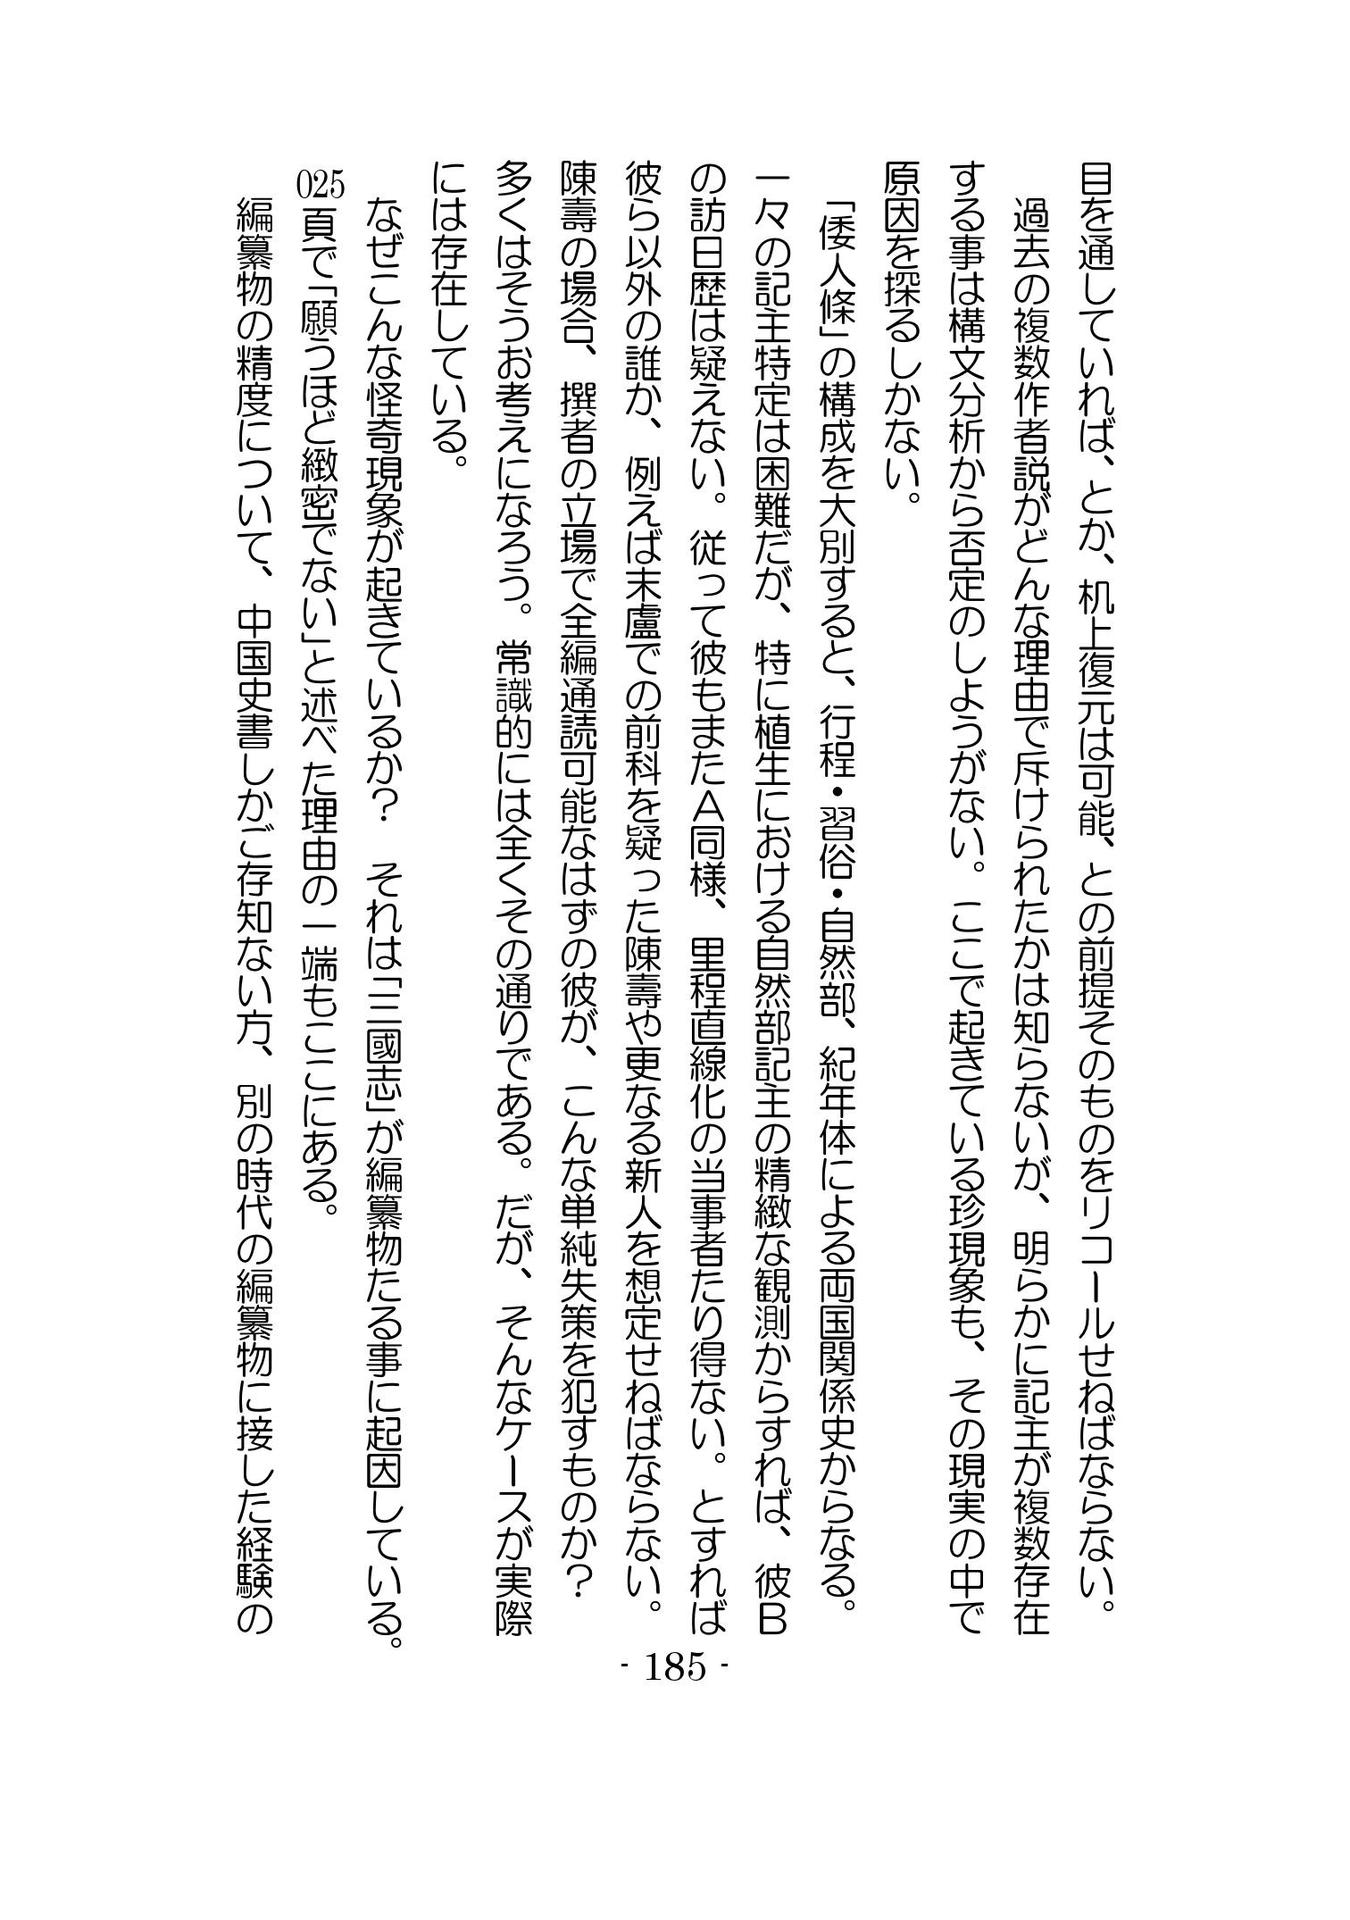 目を通していれば、とか、机上復元は可能、との前提そのものをリコールせねばならない。
過去の複数作者説がどんな理由で斥けられたかは知らないが、明らかに記主が複数存在
する事は構文分析から否定のしようがない。ここで起きている珍現象も、その現実の中で
原因を探るしかない。
「倭人條」の構成を大別すると、行程・習俗・自然部、紀年体による両国関係史からなる。
一々の記主特定は困難だが、特に植生における自然部記主の精緻な観測からすれば、彼B
の訪日歴は疑えない。従って彼もまたA同様、里程直線化の当事者たり得ない。とすれば
彼ら以外の誰か、例えば末盧での前科を疑った陳壽や更なる新人を想定せねばならない。
陳壽の場合、撰者の立場で全編通読可能なはずの彼が、こんな単純失策を犯すものか?
多くはそうお考えになろう。常識的には全くその通りである。だが、そんなケースが実際
には存在している。
なぜこんな怪奇現象が起きているか? それは「三國志」が編纂物たる事に起因している。
025頁で「願うほど緻密でない」と述べた理由の一端もここにある。
編纂物の精度について、中国史書しかご存知ない方、別の時代の編纂物に接した経験の
- 185 -